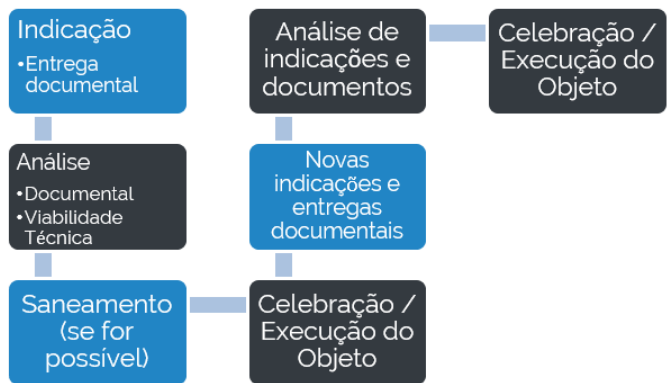 Indicação
•Entrega
documental
Análise
•Documental
•Viabilidade
Técnica
Saneamento
(se for
possível)
Celebração /
Execução do
Objeto
Novas
indicações e
entregas
documentais
Análise de
indicações e
documentos
Celebração /
Execução do
Objeto